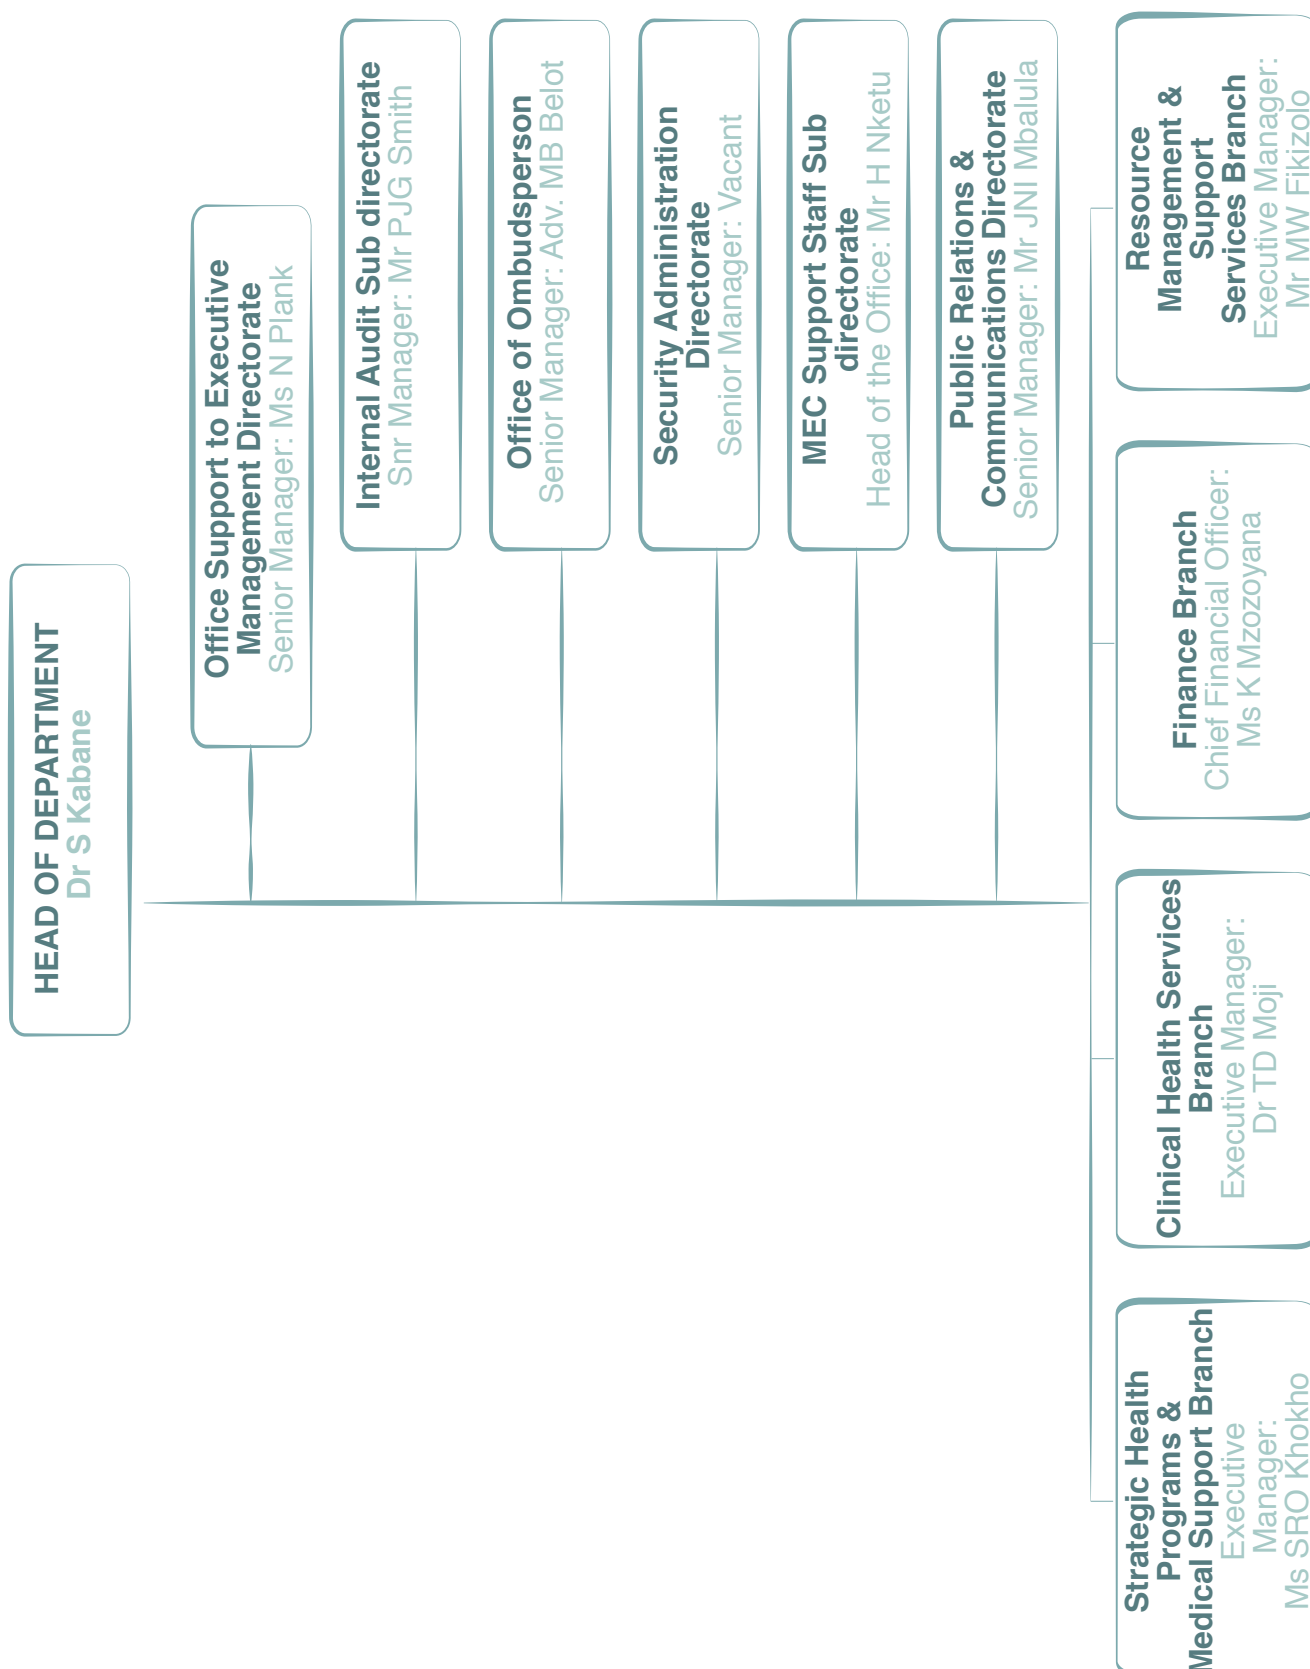 HEAD OF DEPARTMENT
Dr S Kabane
Office Support to Executive
Management Directorate
Senior Manager: Ms N Plank
Internal Audit Sub directorate
Snr Manager: Mr PJG Smith
Office of Ombudsperson
Senior Manager: Adv. MB Belot
Security Administration
Directorate
Senior Manager: Vacant
MEC Support Staff Sub
directorate
Head of the Office: Mr H Nketu
Public Relations &
Communications Directorate
Senior Manager: Mr JNI Mbalula
Strategic Health
Programs &
Medical Support Branch
Executive
Manager:
Ms SRO Khokho
Clinical Health Services
Branch
Executive Manager:
Dr TD Moji
Finance Branch
Chief Financial Officer:
Ms K Mzozoyana
Resource
Management &
Support
Services Branch
Executive Manager:
Mr MW Fikizolo